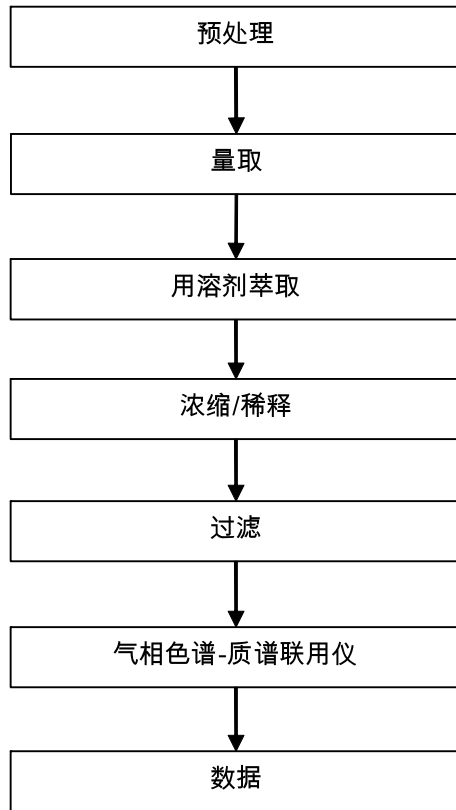 预处理
量取
用溶剂萃取
浓缩/稀释
过滤
气相色谱-质谱联用仪
数据